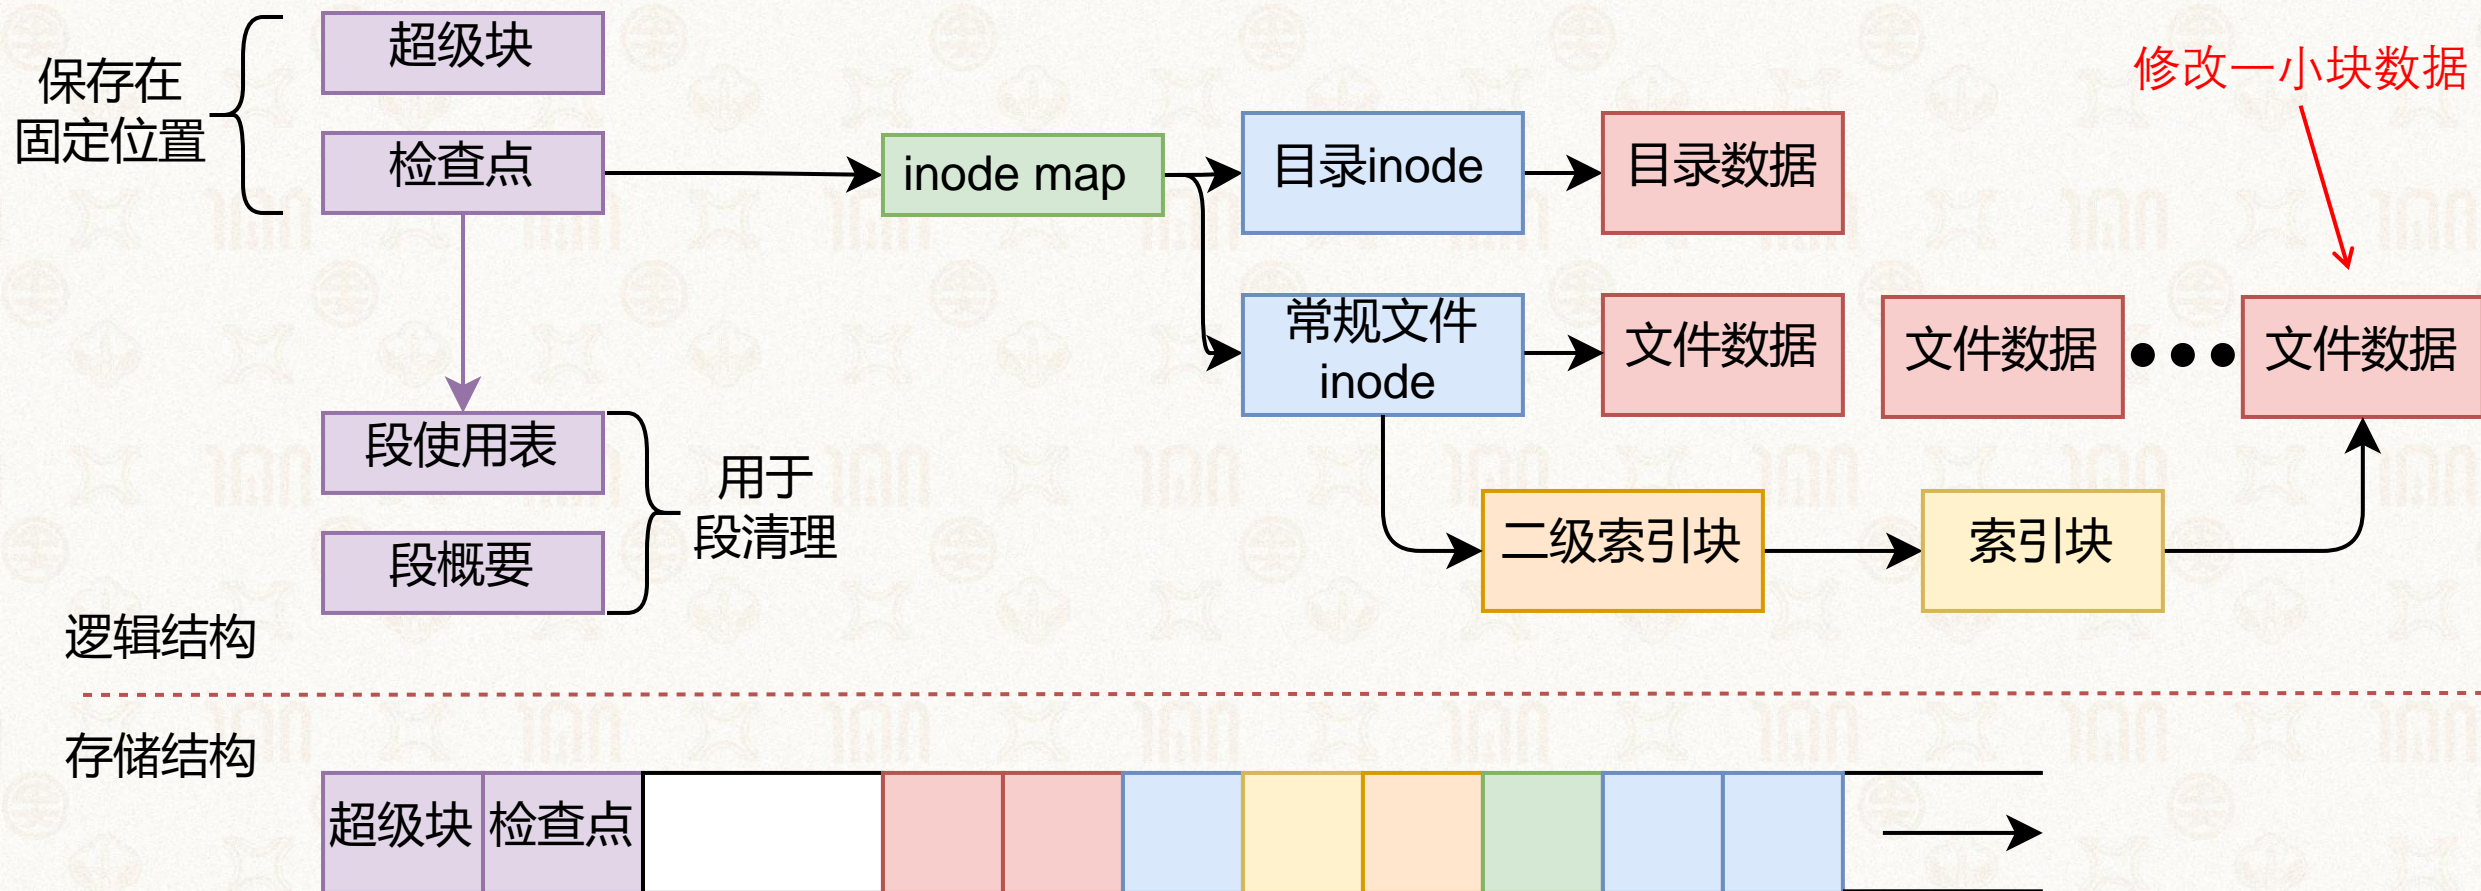 超级块
修改一小块数据
保存在
固定位置
检查点
inode map
目录inode
目录数据
常规文件
inode
文件数据
文件数据
文件数据
段使用表
用于
段清理
二级索引块
索引块
段概要
逻辑结构
存储结构
超级块
检查点